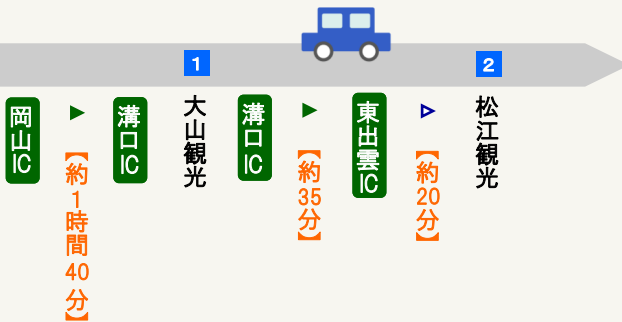 岡山IC
▶
【約1時間40分】
溝口IC
1
大山観光
溝口IC
▶
【約35分】
東出雲IC
▷
【約20分】
2
松江観光